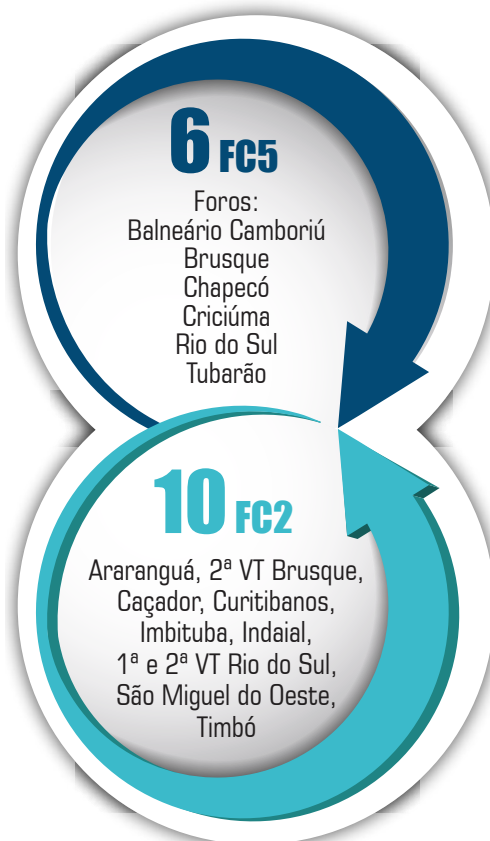 6 FC5
Foros:
Balneário Camboriú
Brusque
Chapecó
Criciúma
Rio do Sul
Tubarão
10 FC2
Araranguá, 2ª VT Brusque,
Caçador, Curitibanos,
Imbituba, Indaial,
1ª e 2ª VT Rio do Sul,
São Miguel do Oeste,
Timbó